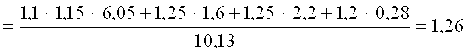 = \frac{1,1 · 1,15 · 6,05 + 1,25 · 1,6 + 1,25 · 2,2 + 1,2 · 0,28}{10,13} = 1,26